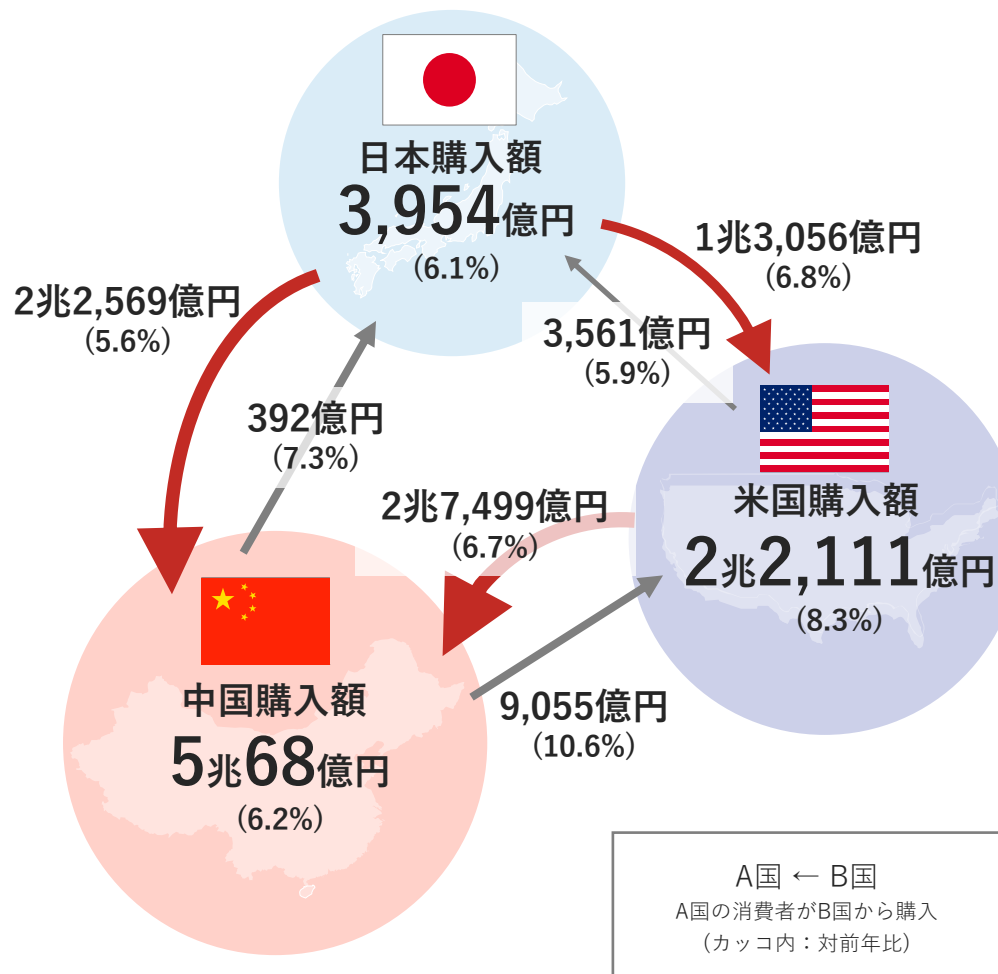 日本購入額
3,954億円
(6.1%)
1兆3,056億円
(6.8%)
2兆2,569億円
(5.6%)
3,561億円
(5.9%)
392億円
(7.3%)
2兆7,499億円
(6.7%)
米国購入額
2兆2,111億円
(8.3%)
中国購入額
5兆68億円
(6.2%)
9,055億円
(10.6%)
A国 ← B国
A国の消費者がB国から購入
(カッコ内：対前年比)